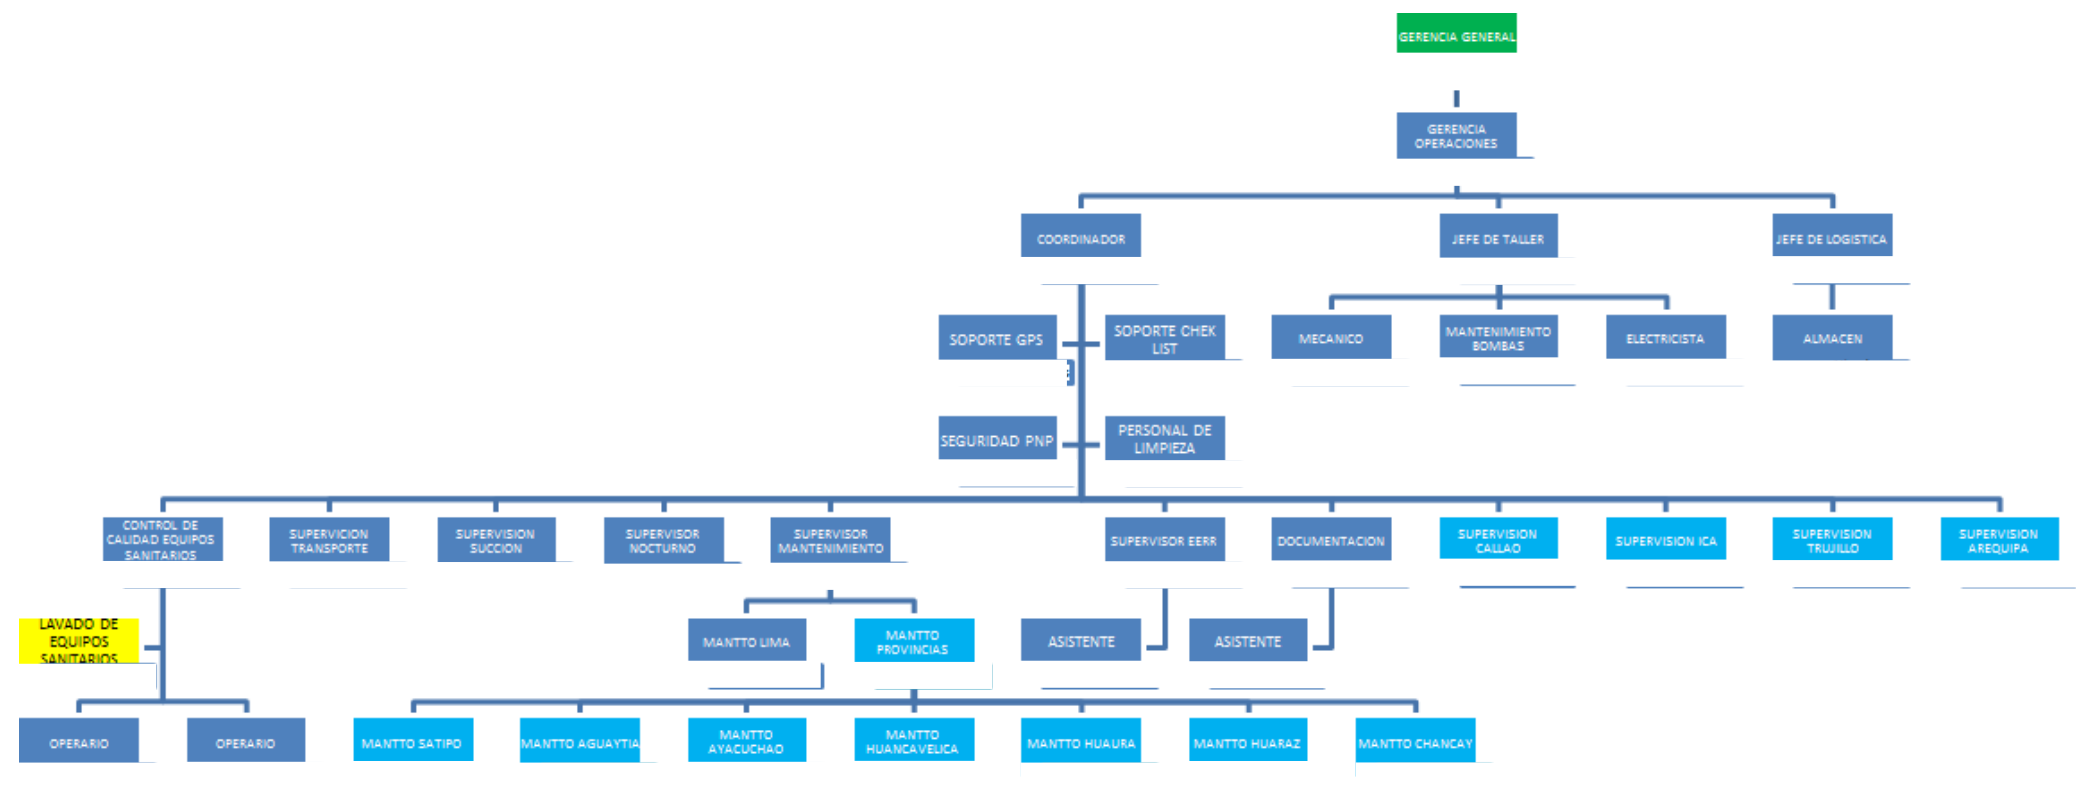 GERENCIA GENERAL
GERENCIA
OPERACIONES
COORDINADOR
JEFE DE TALLER
JEFE DE LOGISTICA
SOPORTE GPS
SOPORTE CHEK
LIST
MECANICO
MANTENIMIENTO
BOMBAS
ELECTRICISTA
ALMACEN
SEGURIDAD PNP
PERSONAL DE
LIMPIEZA
CONTROL DE
CALIDAD EQUIPOS
SANITARIOS
SUPERVICION
TRANSPORTE
SUPERVISION
SUCCION
SUPERVISOR
NOCTURNO
SUPERVISOR
MANTENIMIENTO
SUPERVISOR EERR
DOCUMENTACION
SUPERVISION
CALLAO
SUPERVISION ICA
SUPERVISION
TRUJILLO
SUPERVISION
AREQUIPA
LAVADO DE
EQUIPOS
SANITARIOS
MANTTO LIMA
MANTTO
PROVINCIAS
ASISTENTE
ASISTENTE
OPERARIO
OPERARIO
MANTTO SATIPO
MANTTO AGUAYTIA
MANTTO
AYACUCHAO
MANTTO
HUANCAVELICA
MANTTO HUAURA
MANTTO HUARAZ
MANTTO CHANCAY